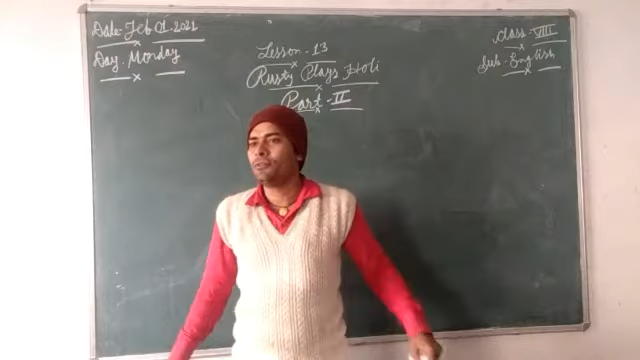 Date- Feb 01.2021
Day- Monday
Lesson - 13
Rusty Plays Holi
Part - II
Class- VIII
Sub- English